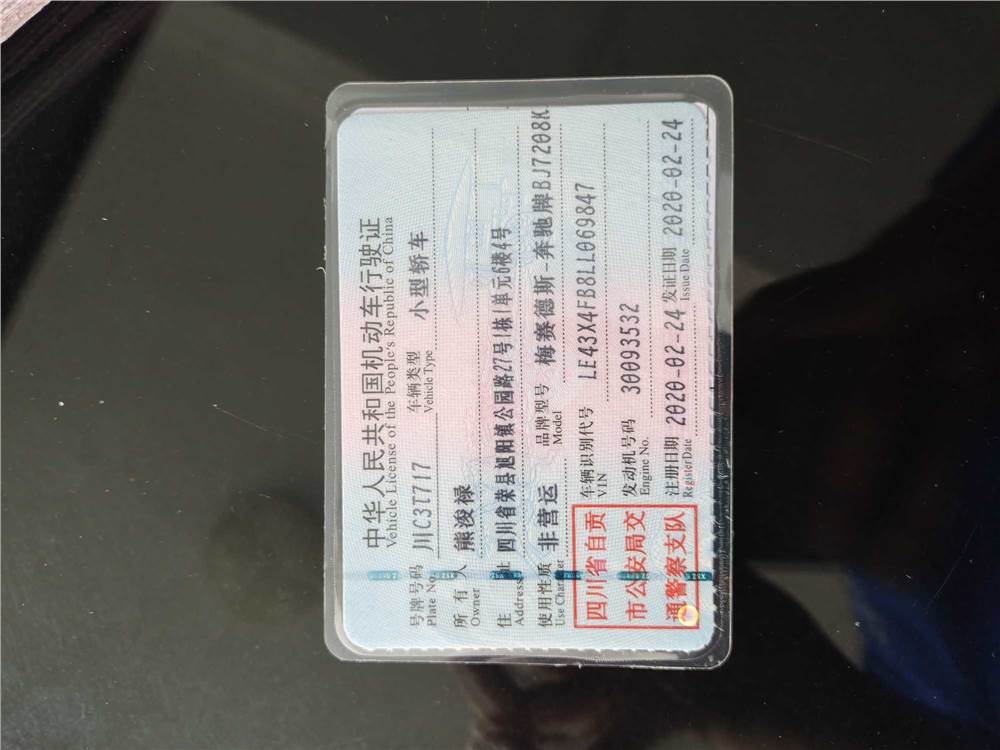 中华人民共和国机动车行驶证
Vehicle License of the People's Republic of China
号牌号码 川C3T717 车辆类型 小型轿车
Plate No. Vehicle Type
所有人 熊浚禄
Owner
住址 四川省荣县旭阳镇公园路27号1栋1单元6楼4号
Address
使用性质 非营运 品牌型号 梅赛德斯-奔驰牌BJ7208K
Use Character Model
四川省自贡
市公安局交
通警察支队
车辆识别代号 LE43X4FB8LL069847
VIN
发动机号码 30093532
Engine No.
注册日期 2020-02-24 发证日期 2020-02-24
Register Date Issue Date